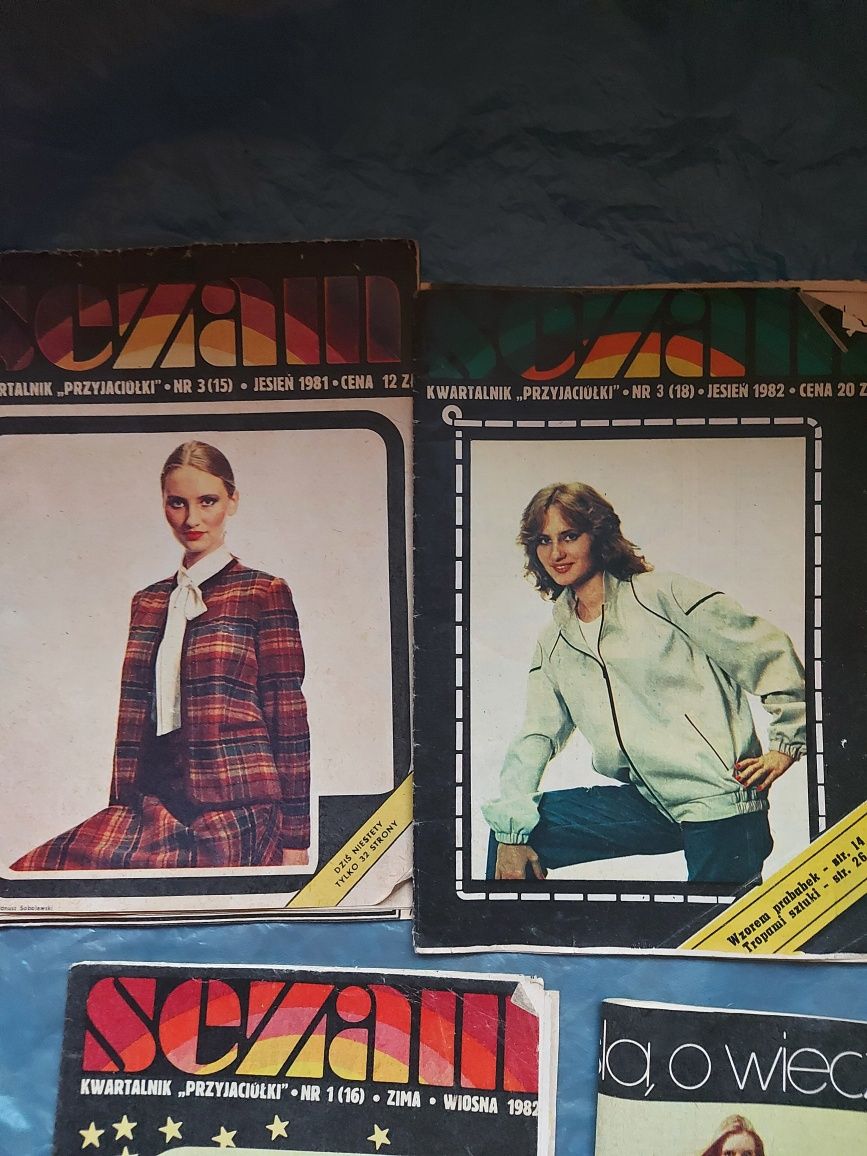 sezam
KWARTALNIK „PRZYJACIÓŁKI” • NR 3 (15) • JESIEŃ 1981 • CENA 12 Zł
DZIŚ NIESTETY
TYLKO 32 STRONY
Janusz Sobolewski
sezam
KWARTALNIK „PRZYJACIÓŁKI” • NR 3 (18) • JESIEŃ 1982 • CENA 20 Z
Wzorem prababek - str. 14
Tropami sztuki - str. 26
sezam
KWARTALNIK „PRZYJACIÓŁKI” • NR 1 (16) • ZIMA • WIOSNA 1982
o